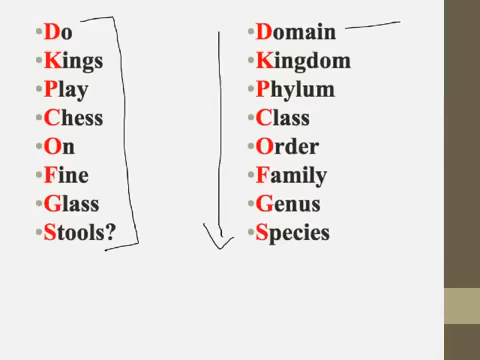 •Do
•Kings
•Play
•Chess
•On
•Fine
•Glass
•Stools?
•Domain
•Kingdom
•Phylum
•Class
•Order
•Family
•Genus
•Species